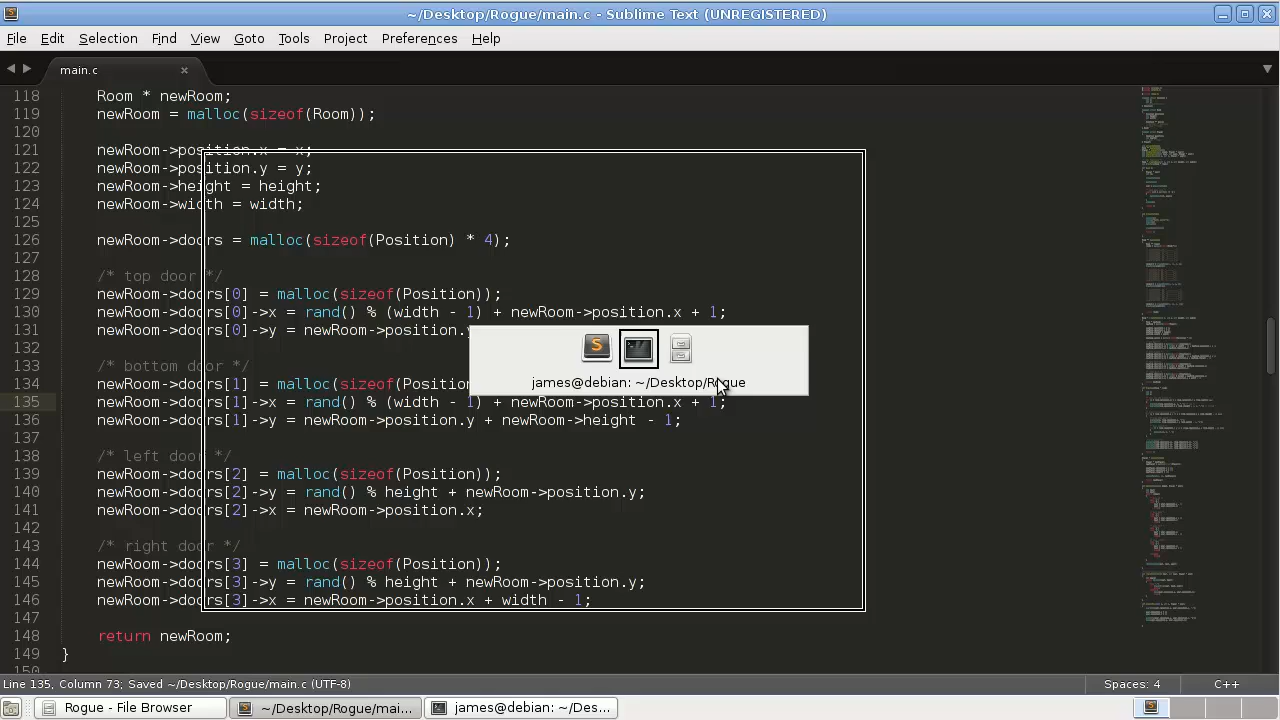 ~/Desktop/Rogue/main.c - Sublime Text (UNREGISTERED)
File Edit Selection Find View Goto Tools Project Preferences Help
main.c
118 Room * newRoom;
119 newRoom = malloc(sizeof(Room));
120
121 newRoom->position.x = x;
122 newRoom->position.y
123 newRoom->height = height;
124 newRoom->width = width;
125
126 newRoom->doors = malloc(sizeof(Position) * 4);
127
128 /* top door */
129 newRoom->doors[0] = malloc(sizeof(Position));
130 newRoom->doors[0]->x = rand() % (width + newRoom->position.x + 1;
131 newRoom->doors[0]->y = newRoom->position
132
133 /* bottom door */
134 newRoom->doors[1] = malloc(sizeof(Position
135 newRoom->doors[1]->x = rand() % (width + newRoom->position.x + 1;
136 newRoom->doors[1]->y = newRoom->position.y + newRoom->height - 1;
137
138 /* left door */
139 newRoom->doors[2] = malloc(sizeof(Position));
140 newRoom->doors[2]->y = rand() % height + newRoom->position.y;
141 newRoom->doors[2]->x = newRoom->position.x;
142
143 /* right door */
144 newRoom->doors[3] = malloc(sizeof(Position));
145 newRoom->doors[3]->y = rand() % height + newRoom->position.y;
146 newRoom->doors[3]->x = newRoom->position.x + width - 1;
147
148 return newRoom;
149 }
150
james@debian: ~/Desktop/Rogue
Line 135, Column 73; Saved ~/Desktop/Rogue/main.c (UTF-8) Spaces: 4 C++
Rogue - File Browser ~/Desktop/Rogue/mai... james@debian: ~/Des...